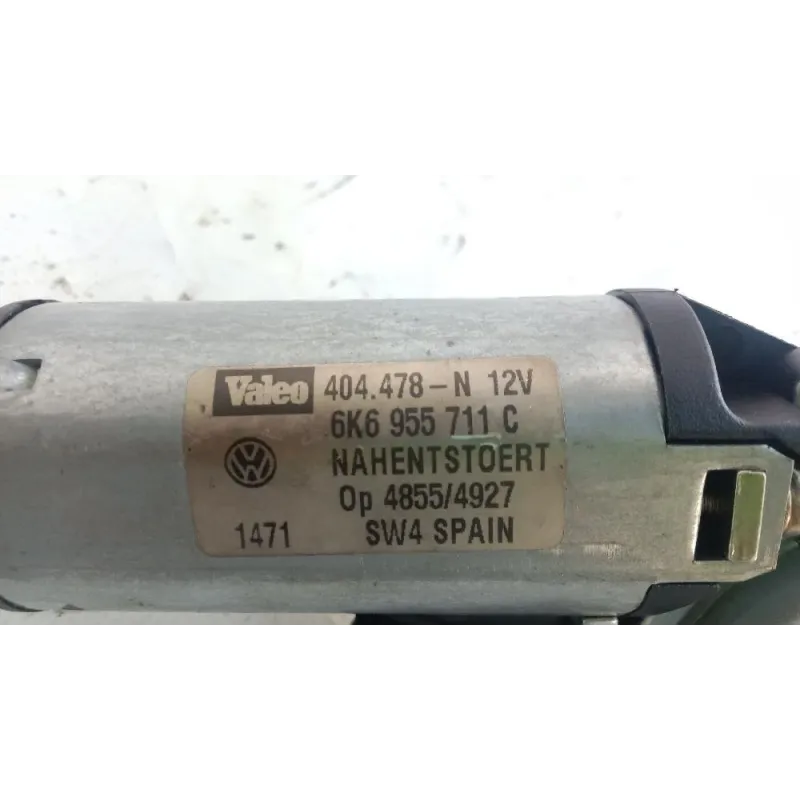 Valeo 404.478-N 12V
6K6 955 711 C
NAHENTSTOERT
Op 4855/4927
1471 SW4 SPAIN